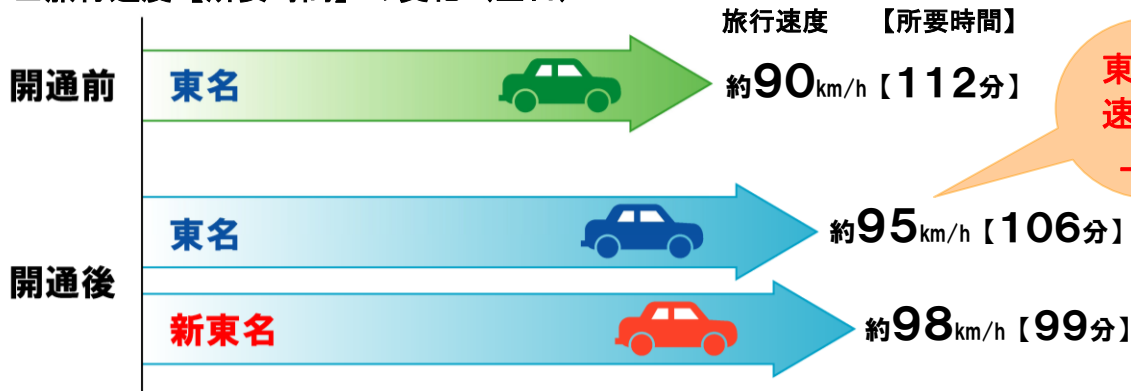 旅行速度 【所要時間】
開通前 東名 約90km/h【112分】
東
速
開通後
東名 約95km/h【106分】
新東名 約98km/h【99分】